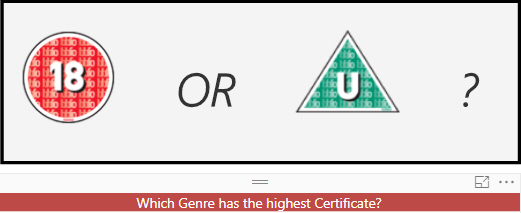 18 OR U ?
Which Genre has the highest Certificate?